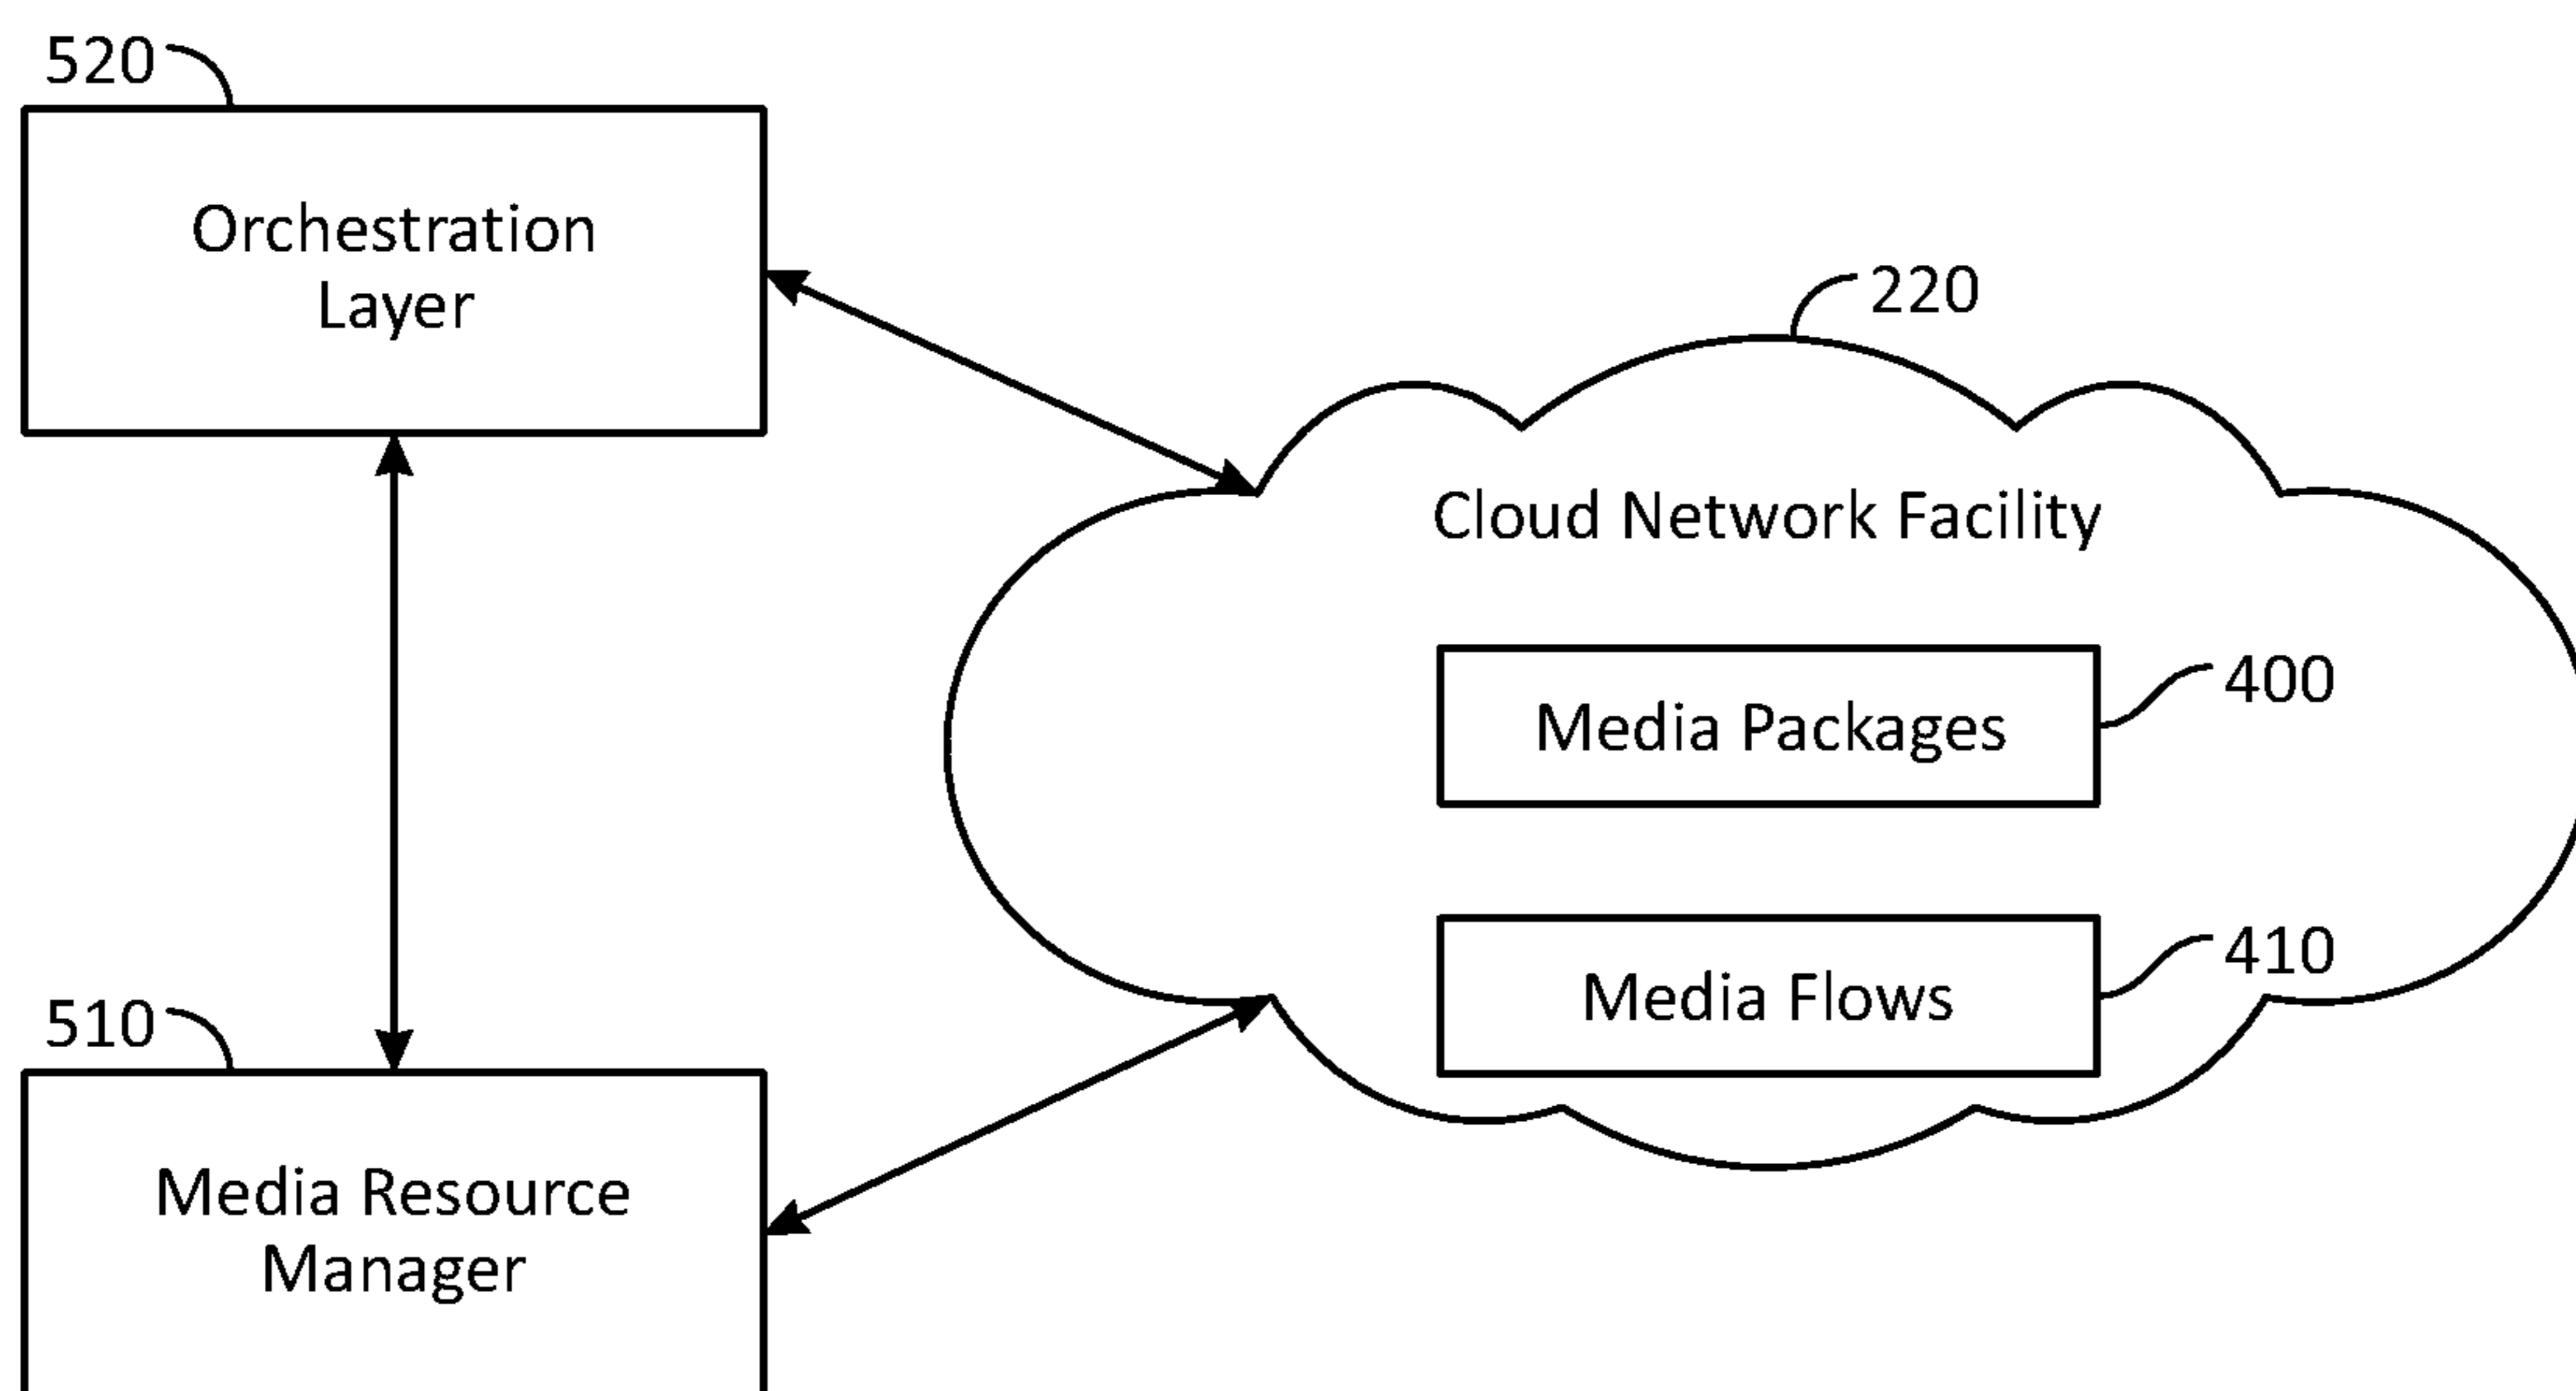 520
Orchestration
Layer
220
Cloud Network Facility
Media Packages
400
Media Flows
410
510
Media Resource
Manager